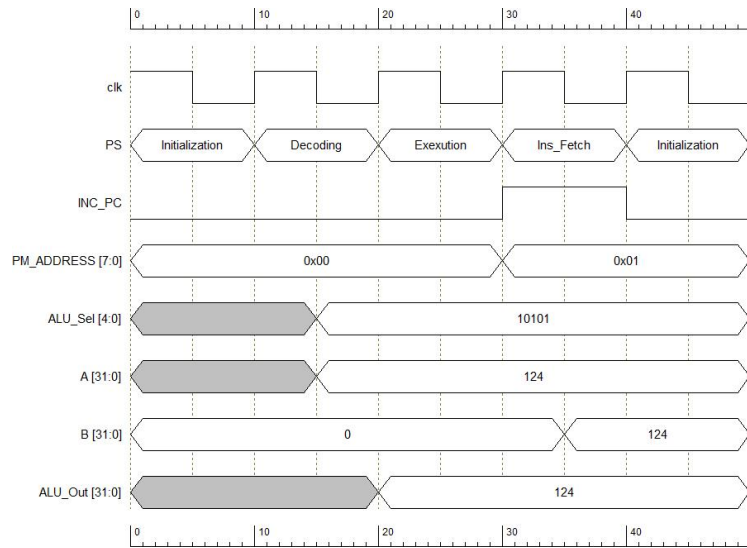 0 10 20 30 40
clk
PS Initialization Decoding Exexution Ins_Fetch Initialization
INC_PC
PM_ADDRESS [7:0] 0x00 0x01
ALU_Sel [4:0] 10101
A [31:0] 124
B [31:0] 0 124
ALU_Out [31:0] 124
0 10 20 30 40